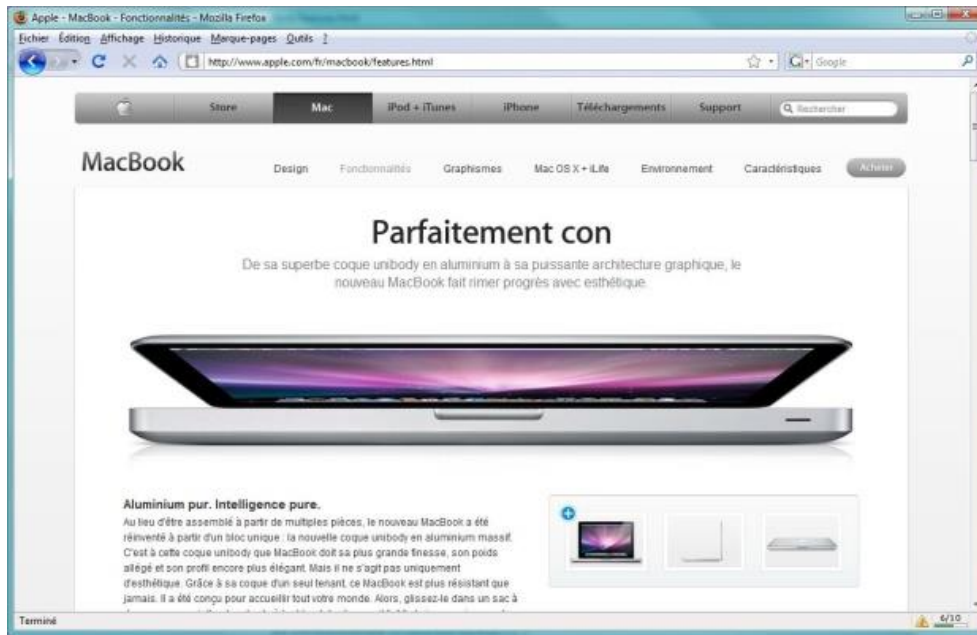 Apple - MacBook - Fonctionnalités - Mozilla Firefox
Fichier Édition Affichage Historique Marque-pages Outils ?
http://www.apple.com/fr/macbook/features.html
Google
Store Mac iPod + iTunes iPhone Téléchargements Support Rechercher
MacBook Design Fonctionnalités Graphismes Mac OS X + iLife Environnement Caractéristiques Acheter
Parfaitement con
De sa superbe coque unibody en aluminium à sa puissante architecture graphique, le
nouveau MacBook fait rimer progrès avec esthétique.
Aluminium pur. Intelligence pure.
Au lieu d'être assemblé à partir de multiples pièces, le nouveau MacBook a été
réinventé à partir d'un bloc unique : la nouvelle coque unibody en aluminium massif.
C'est à cette coque unibody que MacBook doit sa plus grande finesse, son poids
allégé et son profil encore plus élégant. Mais il ne s'agit pas uniquement
d'esthétique. Grâce à sa coque d'un seul tenant, ce MacBook est plus résistant que
jamais. Il a été conçu pour accueillir tout votre monde. Alors, glissez-le dans un sac à
Terminé 6/10